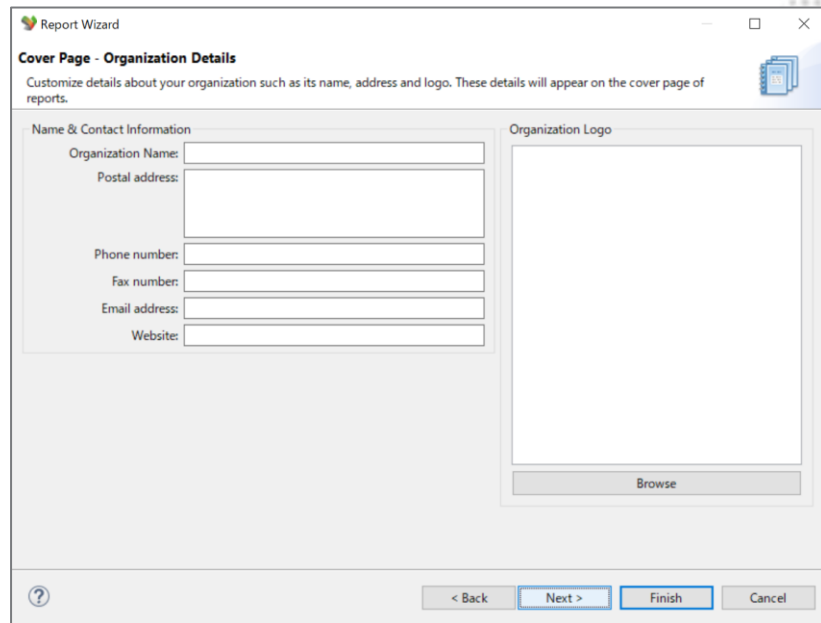 Report Wizard
Cover Page - Organization Details
Customize details about your organization such as its name, address and logo. These details will appear on the cover page of
reports.
Name & Contact Information
Organization Name:
Postal address:
Phone number:
Fax number:
Email address:
Website:
Organization Logo
Browse
?
< Back
Next >
Finish
Cancel